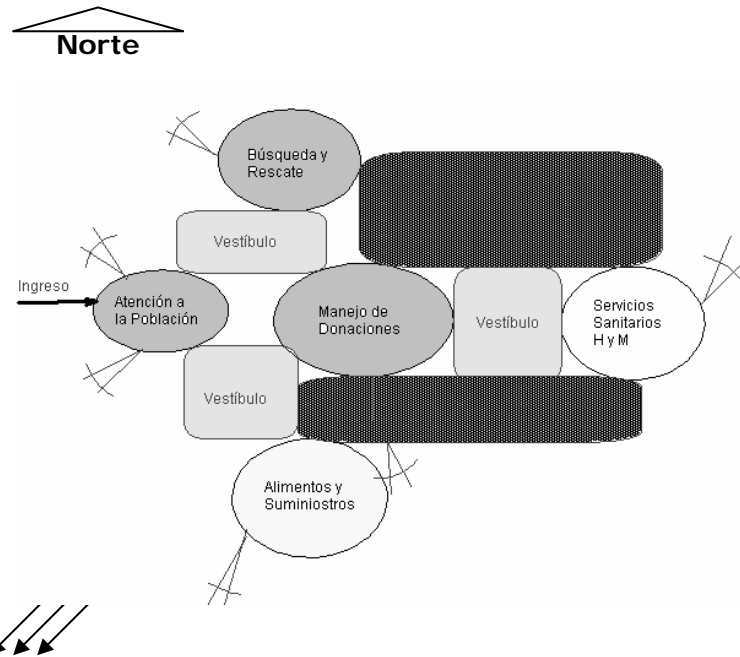 Norte
Búsqueda y
Rescate
Vestíbulo
Ingreso
Atención a
la Población
Manejo de
Donaciones
Vestíbulo
Servicios
Sanitarios
H y M
Vestíbulo
Alimentos y
Suminiostros